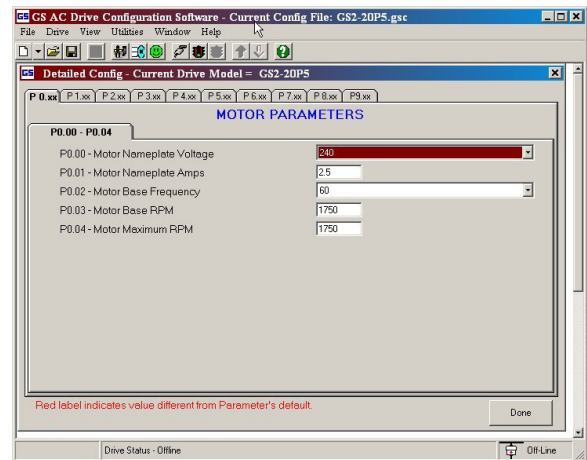 GS GS AC Drive Configuration Software - Current Config File: GS2-20P5.gsc
File Drive View Utilities Window Help
GS Detailed Config - Current Drive Model = GS2-20P5
P 0.xx P 1.xx P 2.xx P 3.xx P 4.xx P 5.xx P 6.xx P 7.xx P 8.xx P9.xx
MOTOR PARAMETERS
P0.00 - P0.04
P0.00 - Motor Nameplate Voltage 240
P0.01 - Motor Nameplate Amps 2.5
P0.02 - Motor Base Frequency 60
P0.03 - Motor Base RPM 1750
P0.04 - Motor Maximum RPM 1750
Red label indicates value different from Parameter's default.
Done
Drive Status - Offline Off-Line